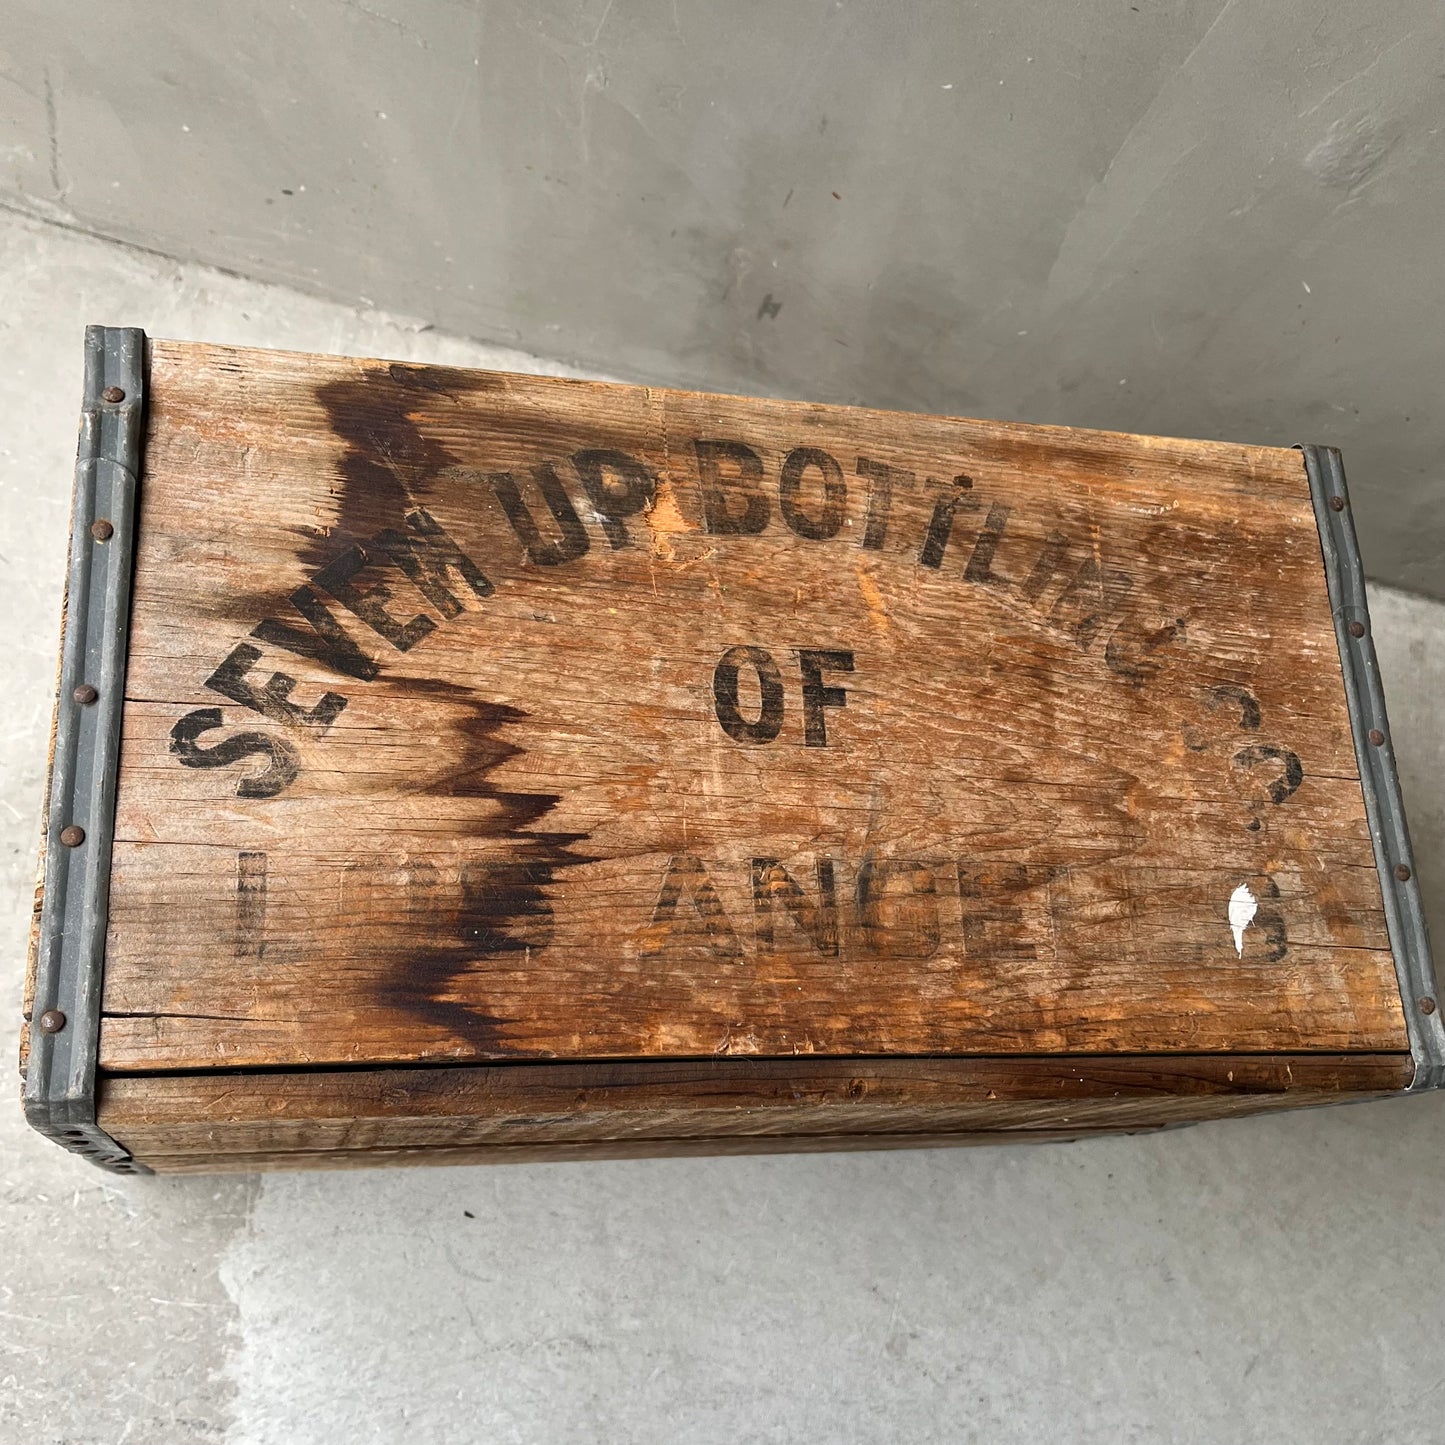 SEVEN UP BOTTLING CO.
OF
LOS ANGELES